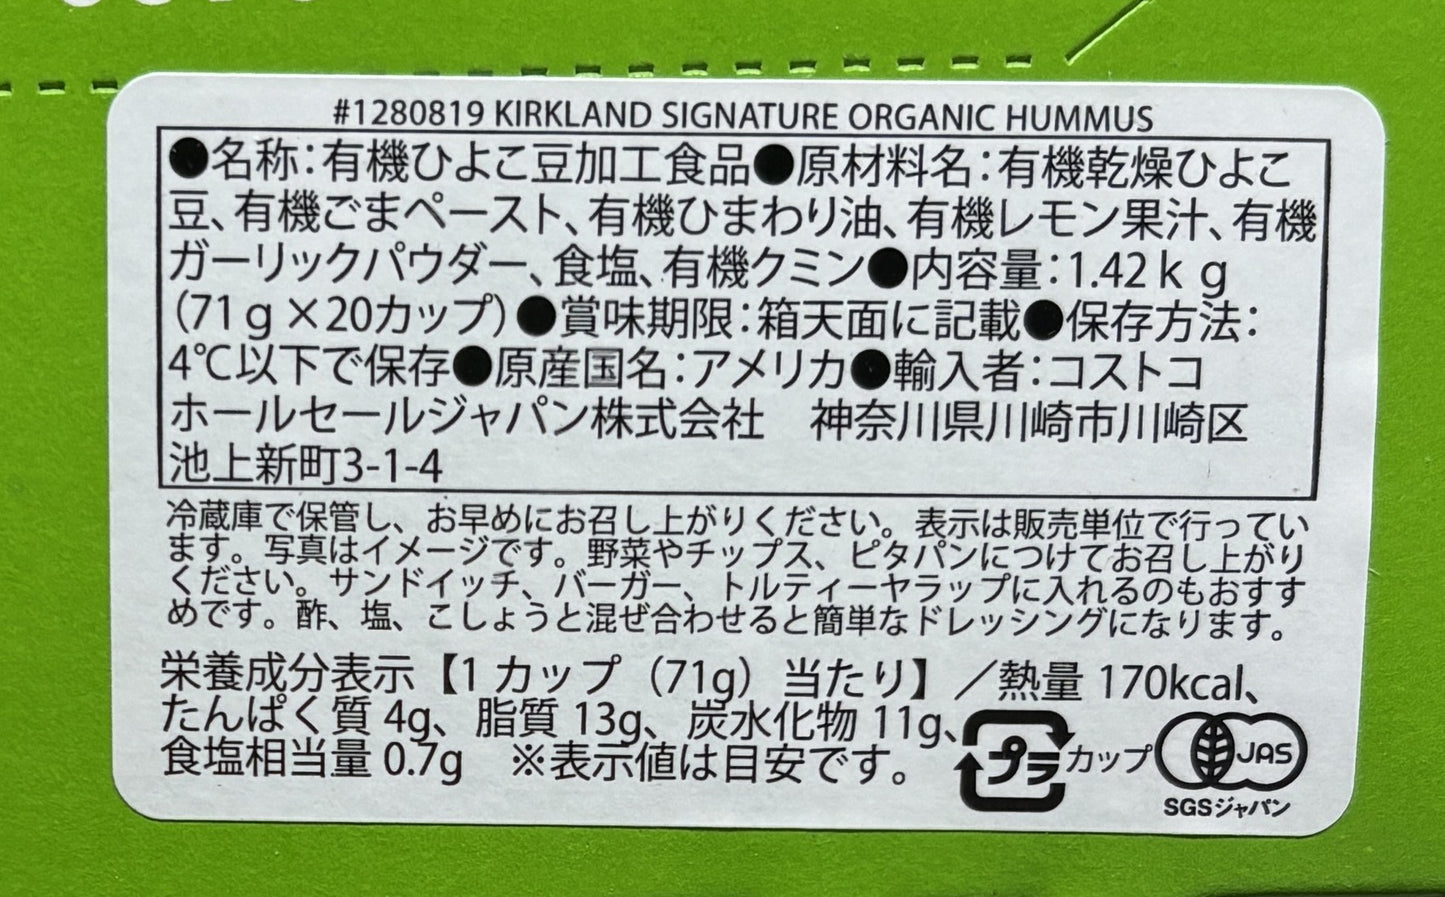 #1280819 KIRKLAND SIGNATURE ORGANIC HUMMUS
●名称：有機ひよこ豆加工食品●原材料名：有機乾燥ひよこ
豆、有機ごまペースト、有機ひまわり油、有機レモン果汁、有機
ガーリックパウダー、食塩、有機クミン●内容量：1.42ｋｇ
（71ｇ×20カップ）●賞味期限：箱天面に記載●保存方法：
4℃以下で保存●原産国名：アメリカ●輸入者：コストコ
ホールセールジャパン株式会社　神奈川県川崎市川崎区
池上新町3-1-4
冷蔵庫で保管し、お早めにお召し上がりください。表示は販売単位で行ってい
ます。写真はイメージです。野菜やチップス、ピタパンにつけてお召し上がり
ください。サンドイッチ、バーガー、トルティーヤラップに入れるのもおすす
めです。酢、塩、こしょうと混ぜ合わせると簡単なドレッシングになります。
栄養成分表示【1 カップ（71g）当たり】／熱量 170kcal、
たんぱく質 4g、脂質 13g、炭水化物 11g、
食塩相当量 0.7g　※表示値は目安です。
プラ カップ JAS
SGSジャパン